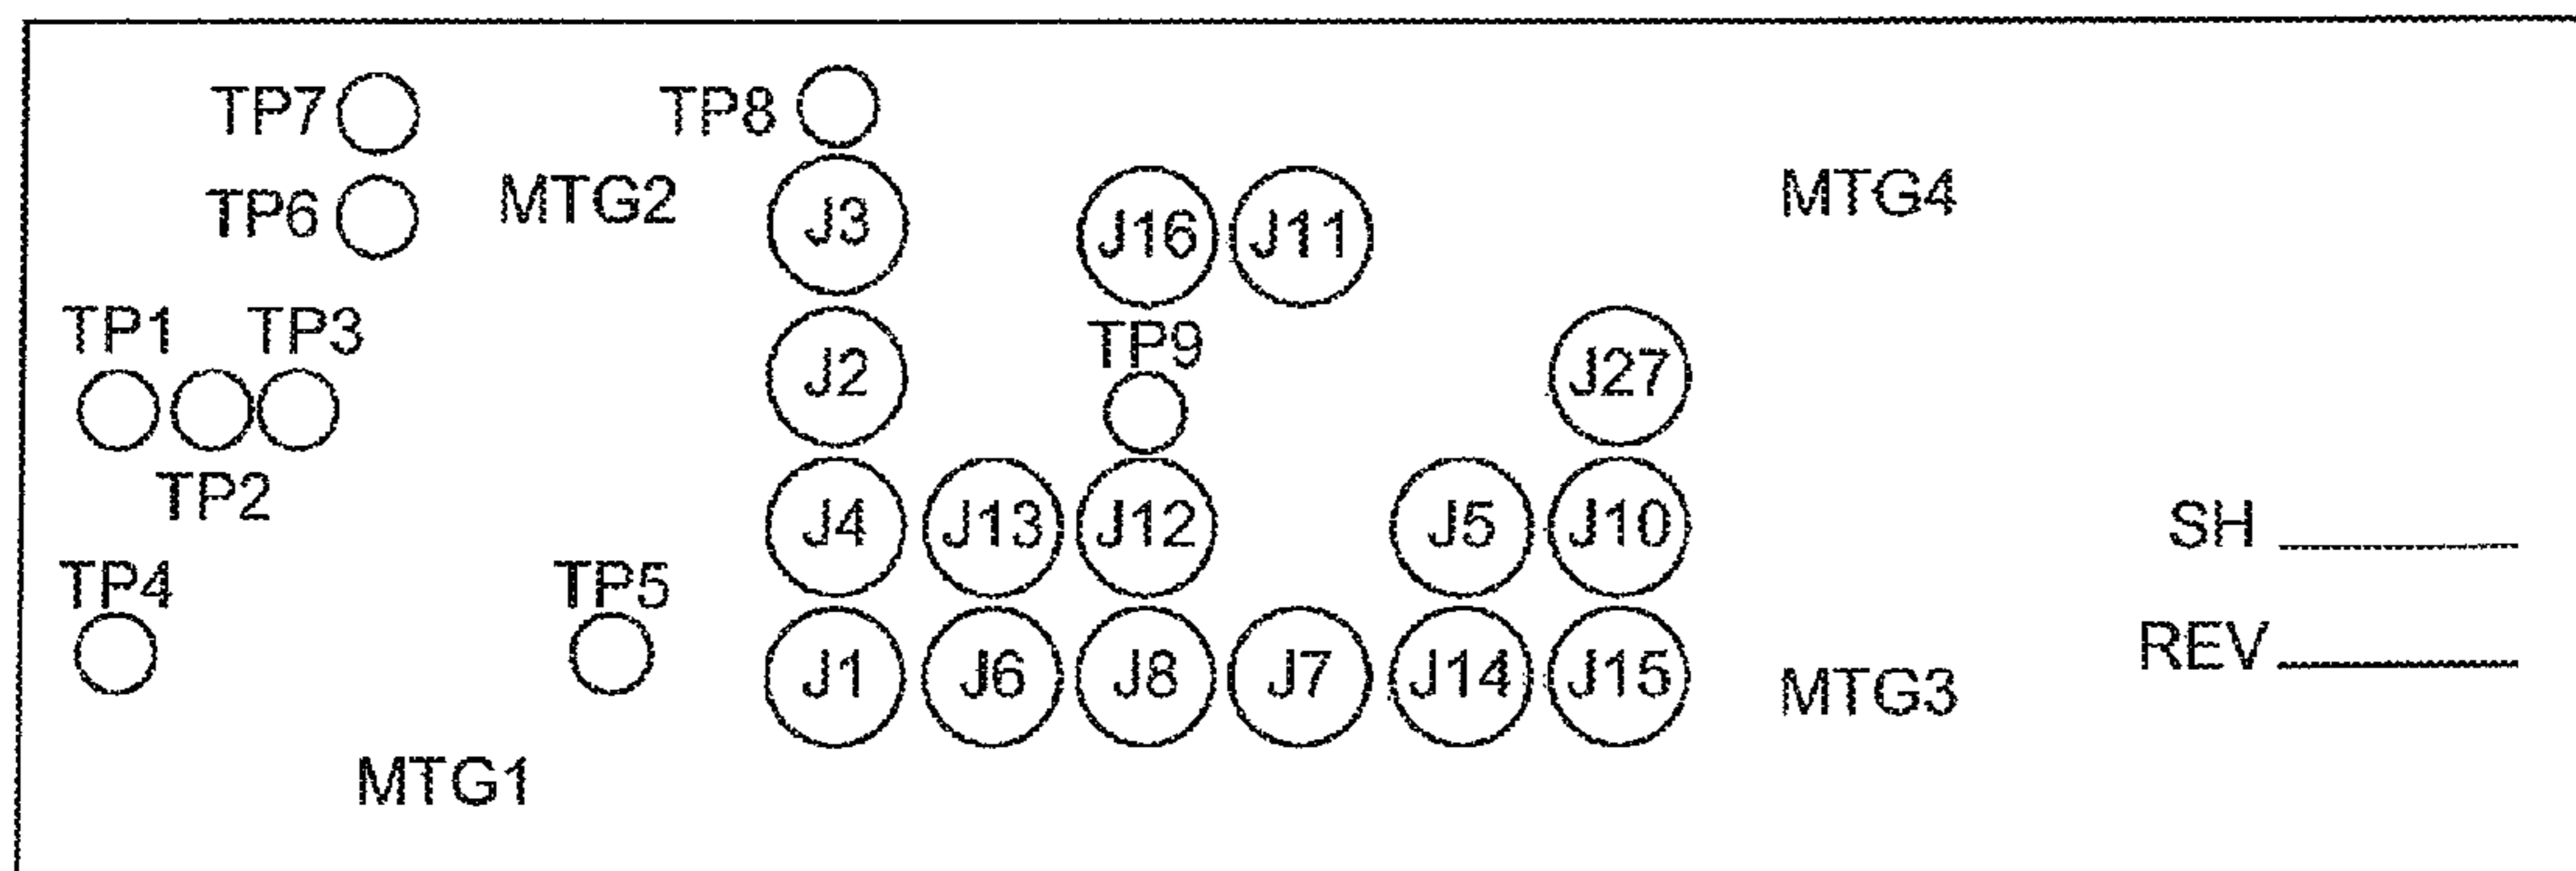 TP7 TP8
TP6 MTG2 J3 J16 J11 MTG4
TP1 TP3 J2 TP9 J27
TP2 J4 J13 J12 J5 J10 SH
TP4 TP5
J1 J6 J8 J7 J14 J15 MTG3 REV
MTG1